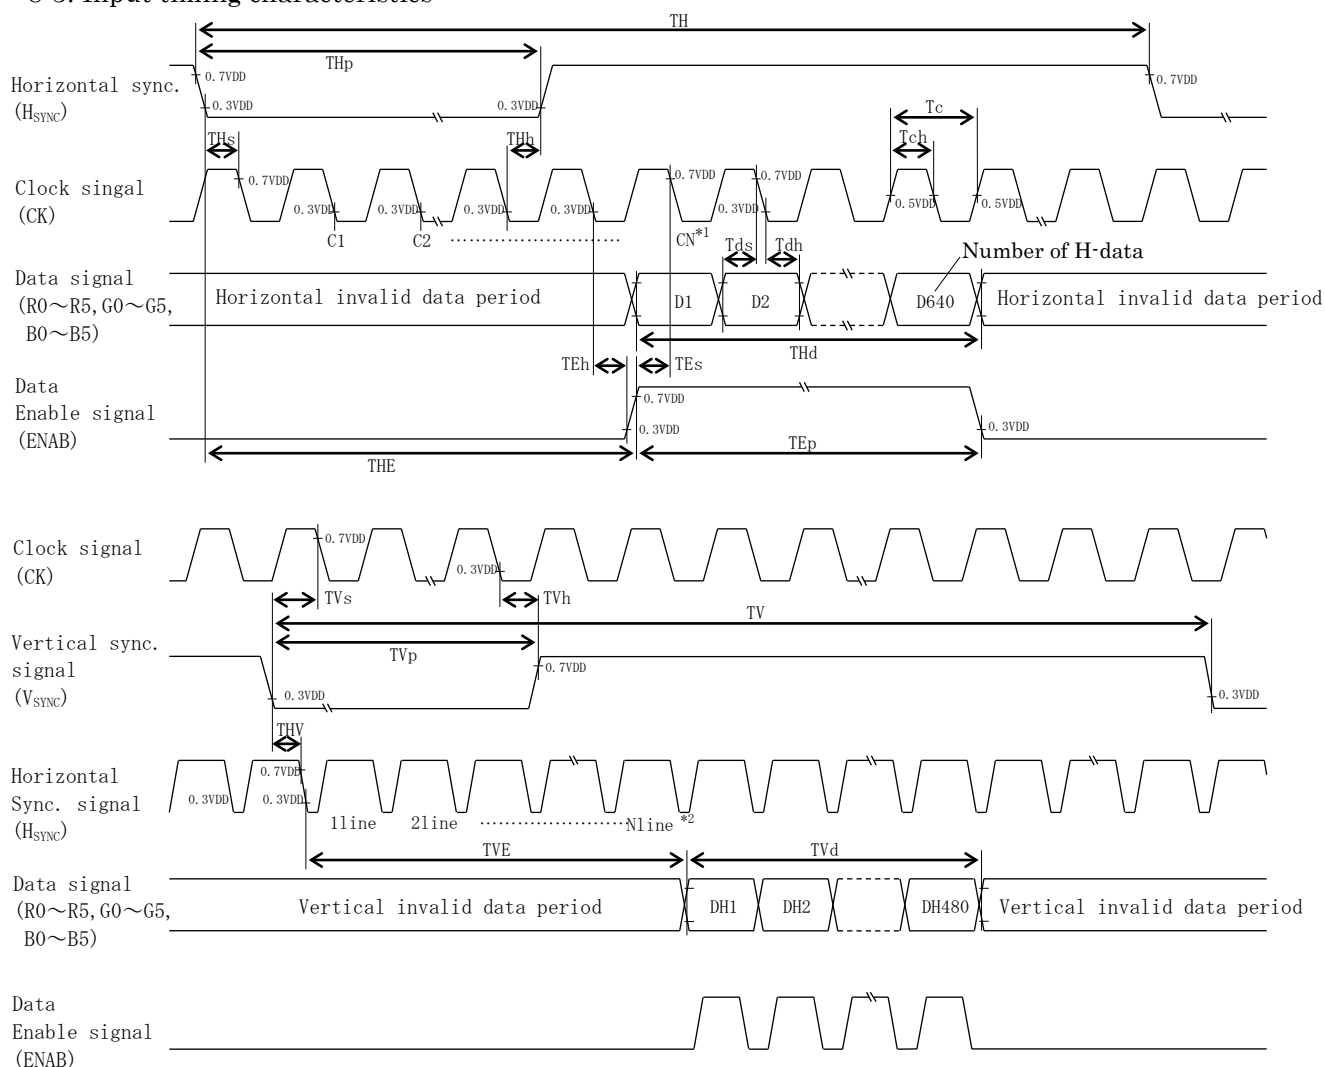 TH
THp
Horizontal sync.
(HSYNC)
0.7VDD
0.3VDD
0.3VDD
0.7VDD
THs
THh
Tc
Tch
Clock singal
(CK)
0.7VDD
0.3VDD
0.3VDD
0.3VDD
0.3VDD
0.7VDD
0.3VDD
0.7VDD
0.5VDD
0.5VDD
C1
C2
CN*1
Tds
Tdh
Number of H-data
Data signal
(R0～R5,G0～G5,
B0～B5)
Horizontal invalid data period
D1
D2
D640
Horizontal invalid data period
THd
TEh
TEs
Data
Enable signal
(ENAB)
0.7VDD
0.3VDD
0.3VDD
THE
TEp
Clock signal
(CK)
0.7VDD
0.3VDD
TVs
TVh
TV
TVp
Vertical sync.
signal
(VSYNC)
0.3VDD
0.7VDD
0.3VDD
THV
Horizontal
Sync. signal
(HSYNC)
0.7VDD
0.3VDD
0.3VDD
1line
2line
Nline *2
TVE
TVd
Data signal
(R0～R5,G0～G5,
B0～B5)
Vertical invalid data period
DH1
DH2
DH480
Vertical invalid data period
Data
Enable signal
(ENAB)